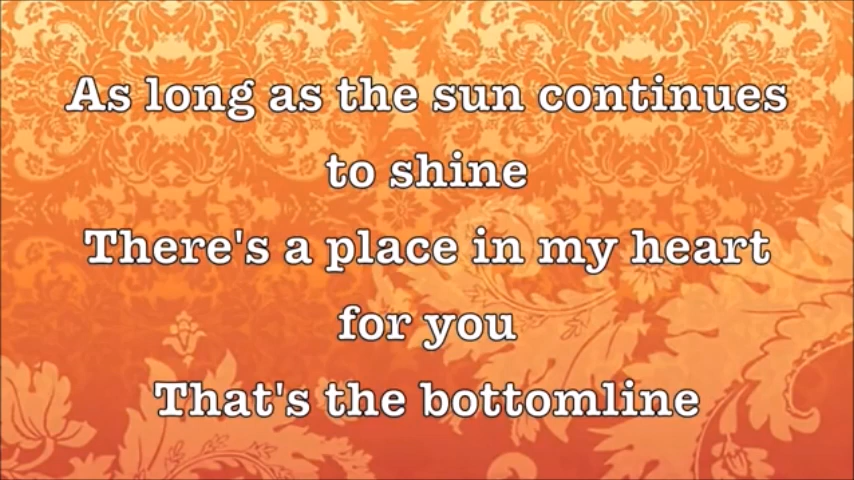 As long as the sun continues
to shine
There's a place in my heart
for you
That's the bottomline